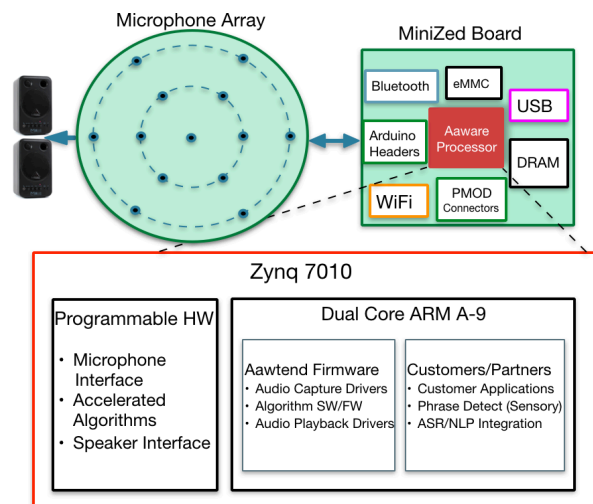 Microphone Array
MiniZed Board
Bluetooth
eMMC
USB
Arduino
Headers
Aaware
Processor
DRAM
WiFi
PMOD
Connectors
Zynq 7010
Programmable HW
• Microphone
Interface
• Accelerated
Algorithms
• Speaker Interface
Dual Core ARM A-9
Aawtend Firmware
• Audio Capture Drivers
• Algorithm SW/FW
• Audio Playback Drivers
Customers/Partners
• Customer Applications
• Phrase Detect (Sensory)
• ASR/NLP Integration